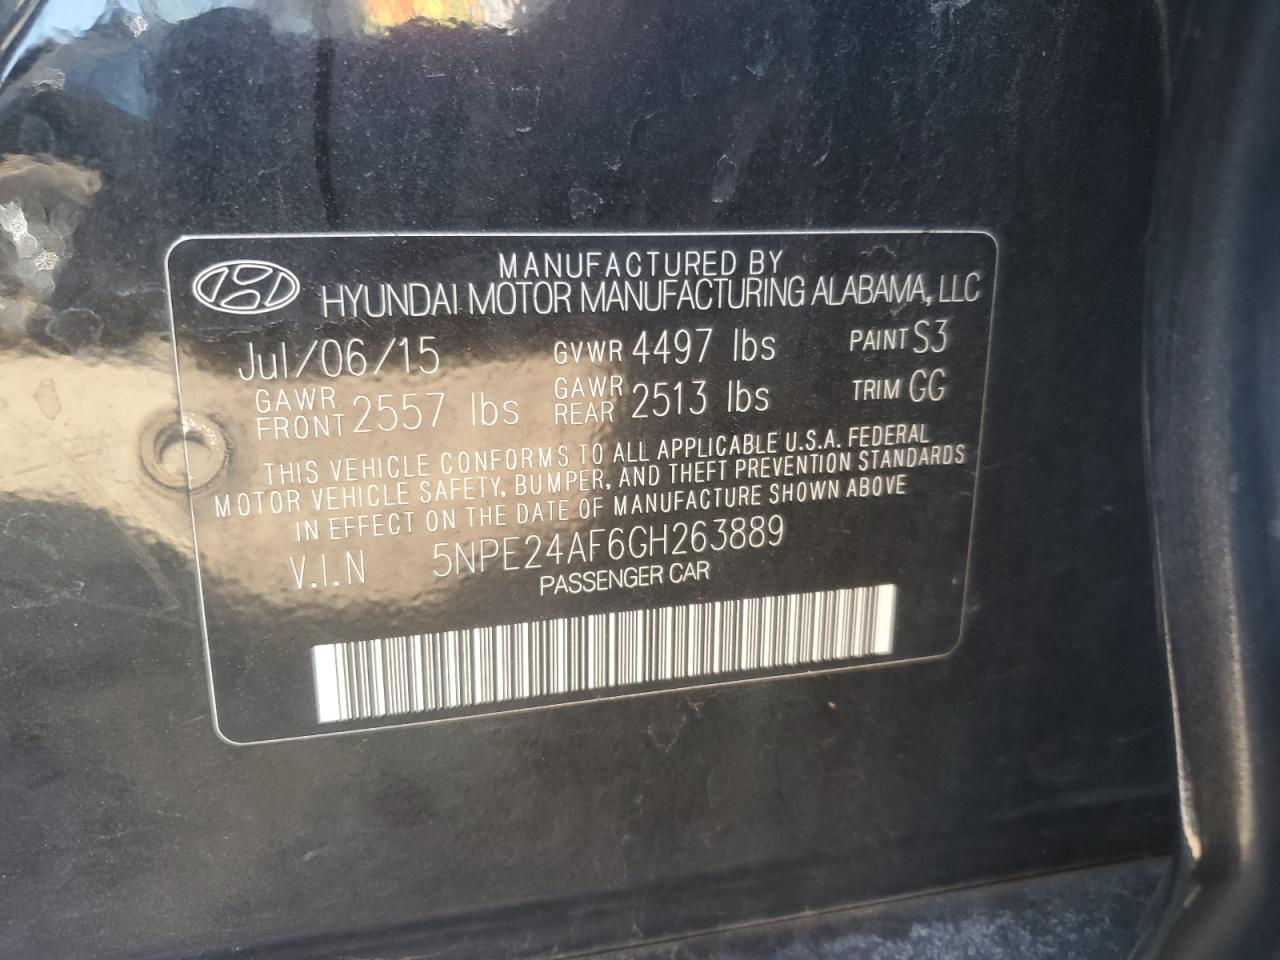 MANUFACTURED BY
HYUNDAI MOTOR MANUFACTURING ALABAMA, LLC
Jul/06/15 GVWR 4497 lbs PAINT S3
GAWR FRONT 2557 lbs GAWR REAR 2513 lbs TRIM GG
THIS VEHICLE CONFORMS TO ALL APPLICABLE U.S.A. FEDERAL
MOTOR VEHICLE SAFETY, BUMPER, AND THEFT PREVENTION STANDARDS
IN EFFECT ON THE DATE OF MANUFACTURE SHOWN ABOVE
V.I.N 5NPE24AF6GH263889
PASSENGER CAR